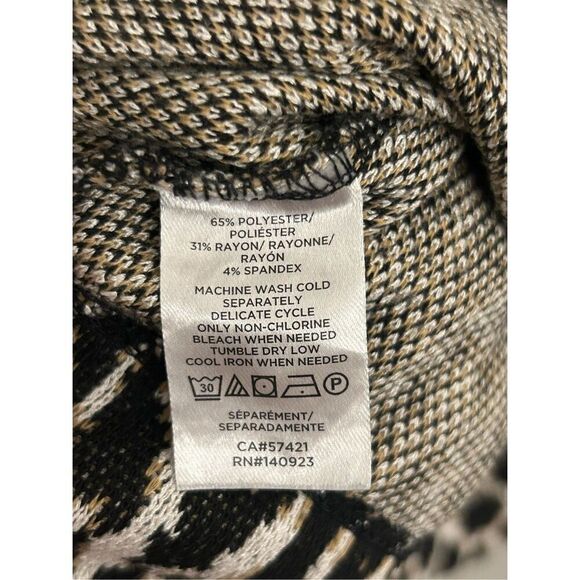 65% POLYESTER/
POLIÉSTER
31% RAYON/ RAYONNE/
RAYÓN
4% SPANDEX
MACHINE WASH COLD
SEPARATELY
DELICATE CYCLE
ONLY NON-CHLORINE
BLEACH WHEN NEEDED
TUMBLE DRY LOW
COOL IRON WHEN NEEDED
30 P
SÉPARÉMENT/
SEPARADAMENTE
CA#57421
RN#140923